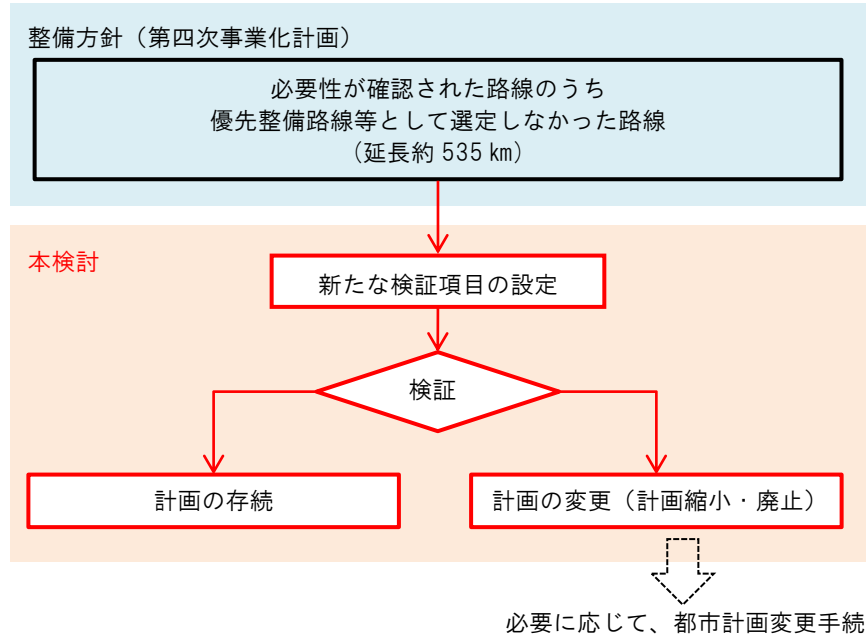 整備方針（第四次事業化計画）
必要性が確認された路線のうち
優先整備路線等として選定しなかった路線
（延長約 535 km）
本検討
新たな検証項目の設定
検証
計画の存続
計画の変更（計画縮小・廃止）
必要に応じて、都市計画変更手続